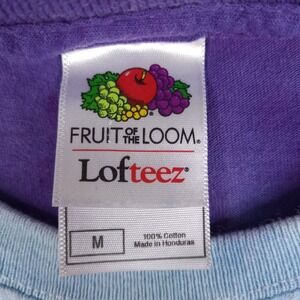 FRUIT OF THE LOOM®
Lofteez®
M
100% Cotton
Made in Honduras